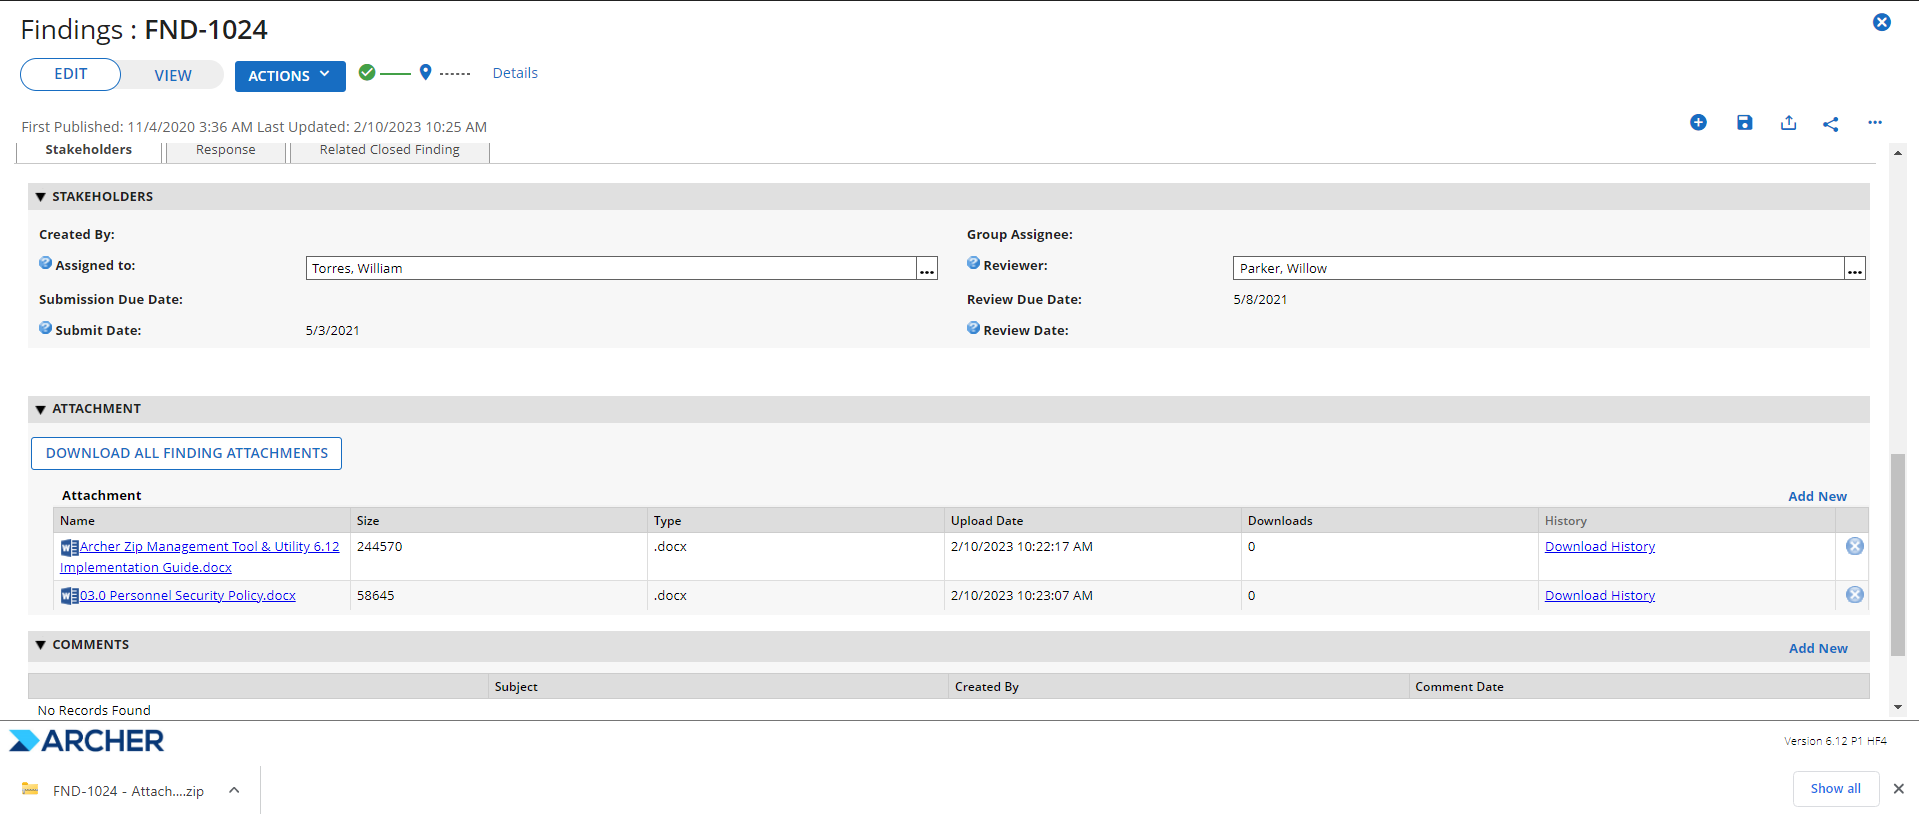 Findings : FND-1024
EDIT VIEW ACTIONS Details
First Published: 11/4/2020 3:36 AM Last Updated: 2/10/2023 10:25 AM
Stakeholders Response Related Closed Finding
STAKEHOLDERS
Created By: Group Assignee:
Assigned to: Torres, William ... Reviewer: Parker, Willow ...
Submission Due Date: Review Due Date: 5/8/2021
Submit Date: 5/3/2021 Review Date:
ATTACHMENT
DOWNLOAD ALL FINDING ATTACHMENTS
Attachment Add New
Name Size Type Upload Date Downloads History
Archer Zip Management Tool & Utility 6.12 244570 .docx 2/10/2023 10:22:17 AM 0 Download History
Implementation Guide.docx
03.0 Personnel Security Policy.docx 58645 .docx 2/10/2023 10:23:07 AM 0 Download History
COMMENTS Add New
Subject Created By Comment Date
No Records Found
ARCHER Version 6.12 P1 HF4
FND-1024 - Attach....zip Show all